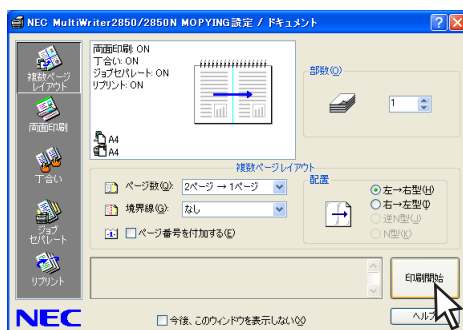 NEC MultiWriter2850/2850N MOPYING設定 / ドキュメント
複数ページ
レイアウト
両面印刷
丁合い
ジョブ
セパレート
リプリント
両面印刷: ON
丁合い: ON
ジョブセパレート: ON
リプリント: ON
A4
A4
部数(O)
1
複数ページレイアウト
ページ数(Q): 2ページ → 1ページ
境界線(G): なし
ページ番号を付加する(E)
配置
左→右型(H)
右→左型(I)
逆N型(J)
N型(K)
印刷開始
NEC
今後、このウィンドウを表示しない(X)
ヘルプ